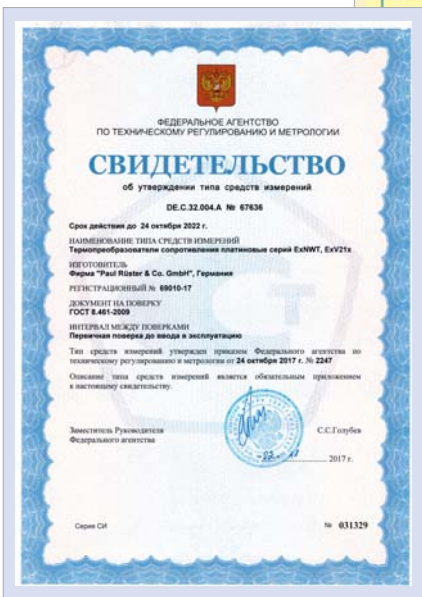 ФЕДЕРАЛЬНОЕ АГЕНТСТВО
ПО ТЕХНИЧЕСКОМУ РЕГУЛИРОВАНИЮ И МЕТРОЛОГИИ
СВИДЕТЕЛЬСТВО
об утверждении типа средств измерений
DE.C.32.004.A № 67636
Срок действия до 24 октября 2022 г.
НАИМЕНОВАНИЕ ТИПА СРЕДСТВ ИЗМЕРЕНИЙ
Термопреобразователи сопротивления платиновые серий ExNWT, ExV21x
ИЗГОТОВИТЕЛЬ
Фирма "Paul Rüster & Co. GmbH", Германия
РЕГИСТРАЦИОННЫЙ № 69010-17
ДОКУМЕНТ НА ПОВЕРКУ
ГОСТ 8.461-2009
ИНТЕРВАЛ МЕЖДУ ПОВЕРКАМИ
Первичная поверка до ввода в эксплуатацию
Тип средств измерений утвержден приказом Федерального агентства по
техническому регулированию и метрологии от 24 октября 2017 г. № 2247
Описание типа средств измерений является обязательным приложением
к настоящему свидетельству.
Заместитель Руководителя
Федерального агентства
С.С.Голубев
2017 г.
Серия СИ
№ 031329